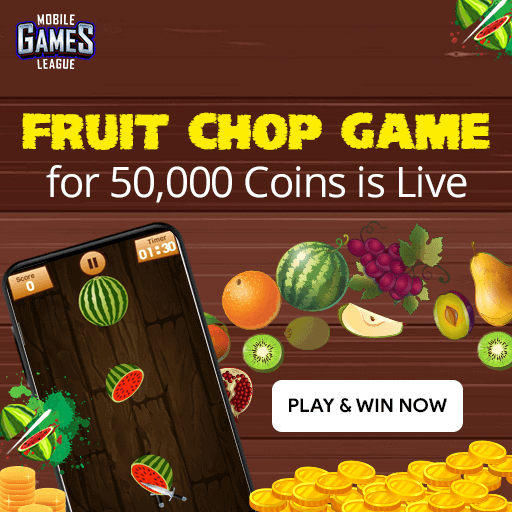 MOBILE
GAMES
LEAGUE
FRUIT CHOP GAME
for 50,000 Coins is Live
Score
0
Timer
01:30
PLAY & WIN NOW